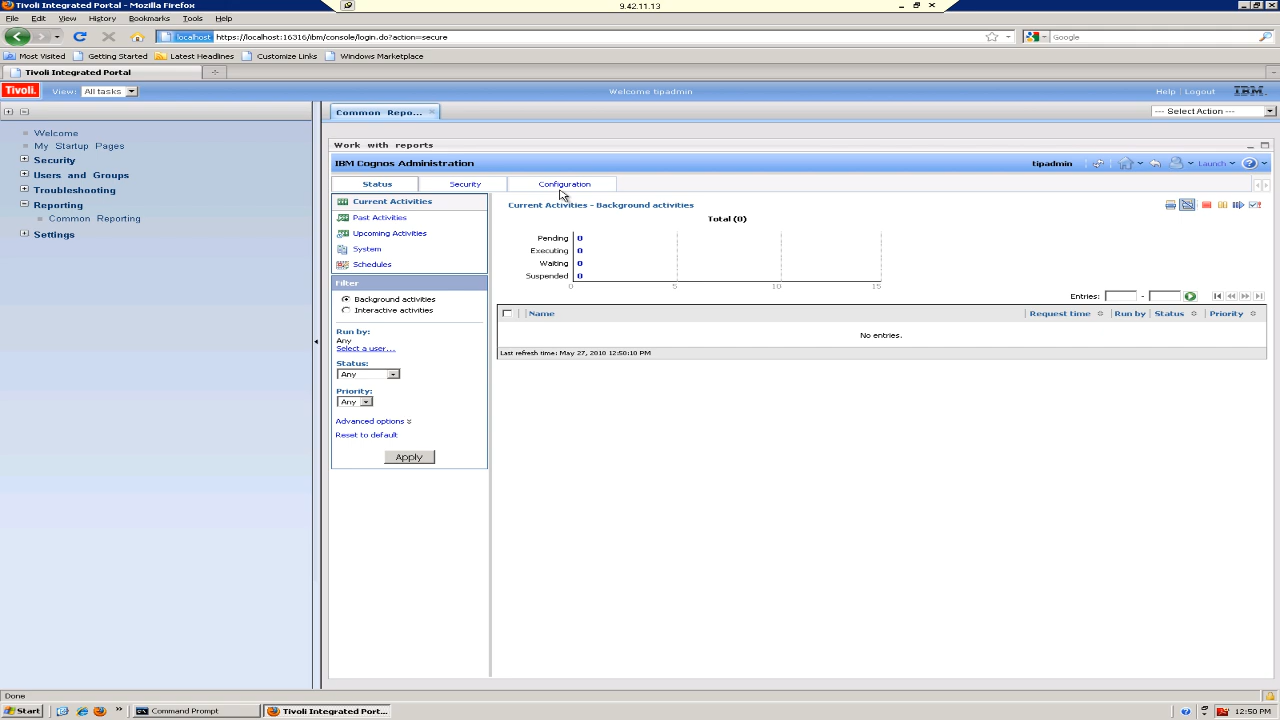 Tivoli Integrated Portal - Mozilla Firefox
9.42.11.13
File Edit View History Bookmarks Tools Help
localhost https://localhost:16316/ibm/console/login.do?action=secure
Google
Most Visited Getting Started Latest Headlines Customize Links Windows Marketplace
Tivoli Integrated Portal
Tivoli. View: All tasks Welcome tipadmin Help Logout IBM.
Common Repo... --- Select Action ---
Welcome
My Startup Pages
Security
Users and Groups
Troubleshooting
Reporting
Common Reporting
Settings
Work with reports
IBM Cognos Administration tipadmin Launch
Status Security Configuration
Current Activities
Past Activities
Upcoming Activities
System
Schedules
Filter
Background activities
Interactive activities
Run by:
Any
Select a user...
Status:
Any
Priority:
Any
Advanced options
Reset to default
Apply
Current Activities - Background activities
Total (0)
Pending 0
Executing 0
Waiting 0
Suspended 0
0 5 10 15
Entries: -
Name Request time Run by Status Priority
No entries.
Last refresh time: May 27, 2010 12:50:10 PM
Done
Start Command Prompt Tivoli Integrated Port... 12:50 PM